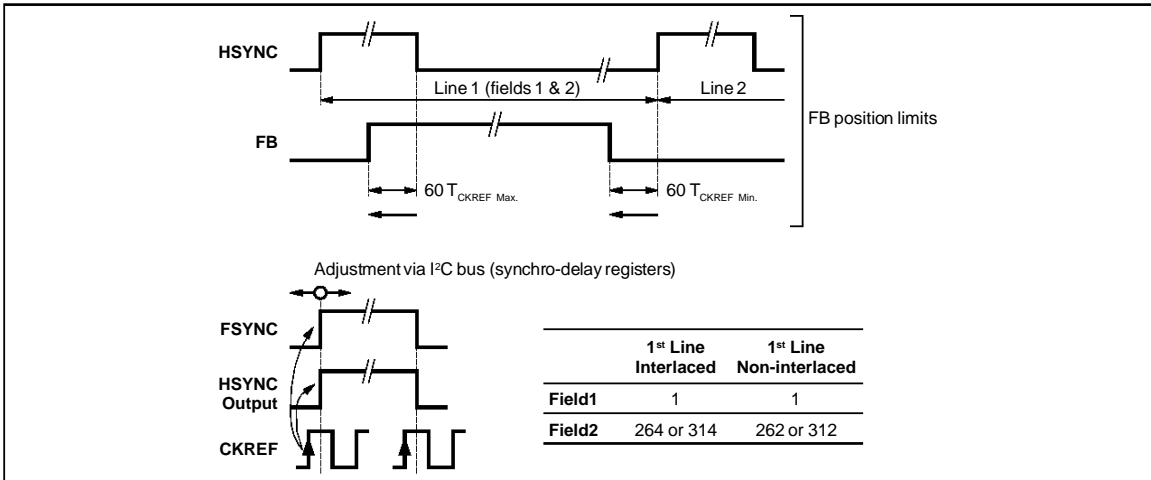 HSYNC
Line 1 (fields 1 & 2)
Line 2
FB position limits
FB
60 TCKREF Max.
60 TCKREF Min.
Adjustment via I²C bus (synchro-delay registers)
FSYNC
HSYNC
Output
CKREF
1st Line
Interlaced
1st Line
Non-interlaced
Field1 1 1
Field2 264 or 314 262 or 312